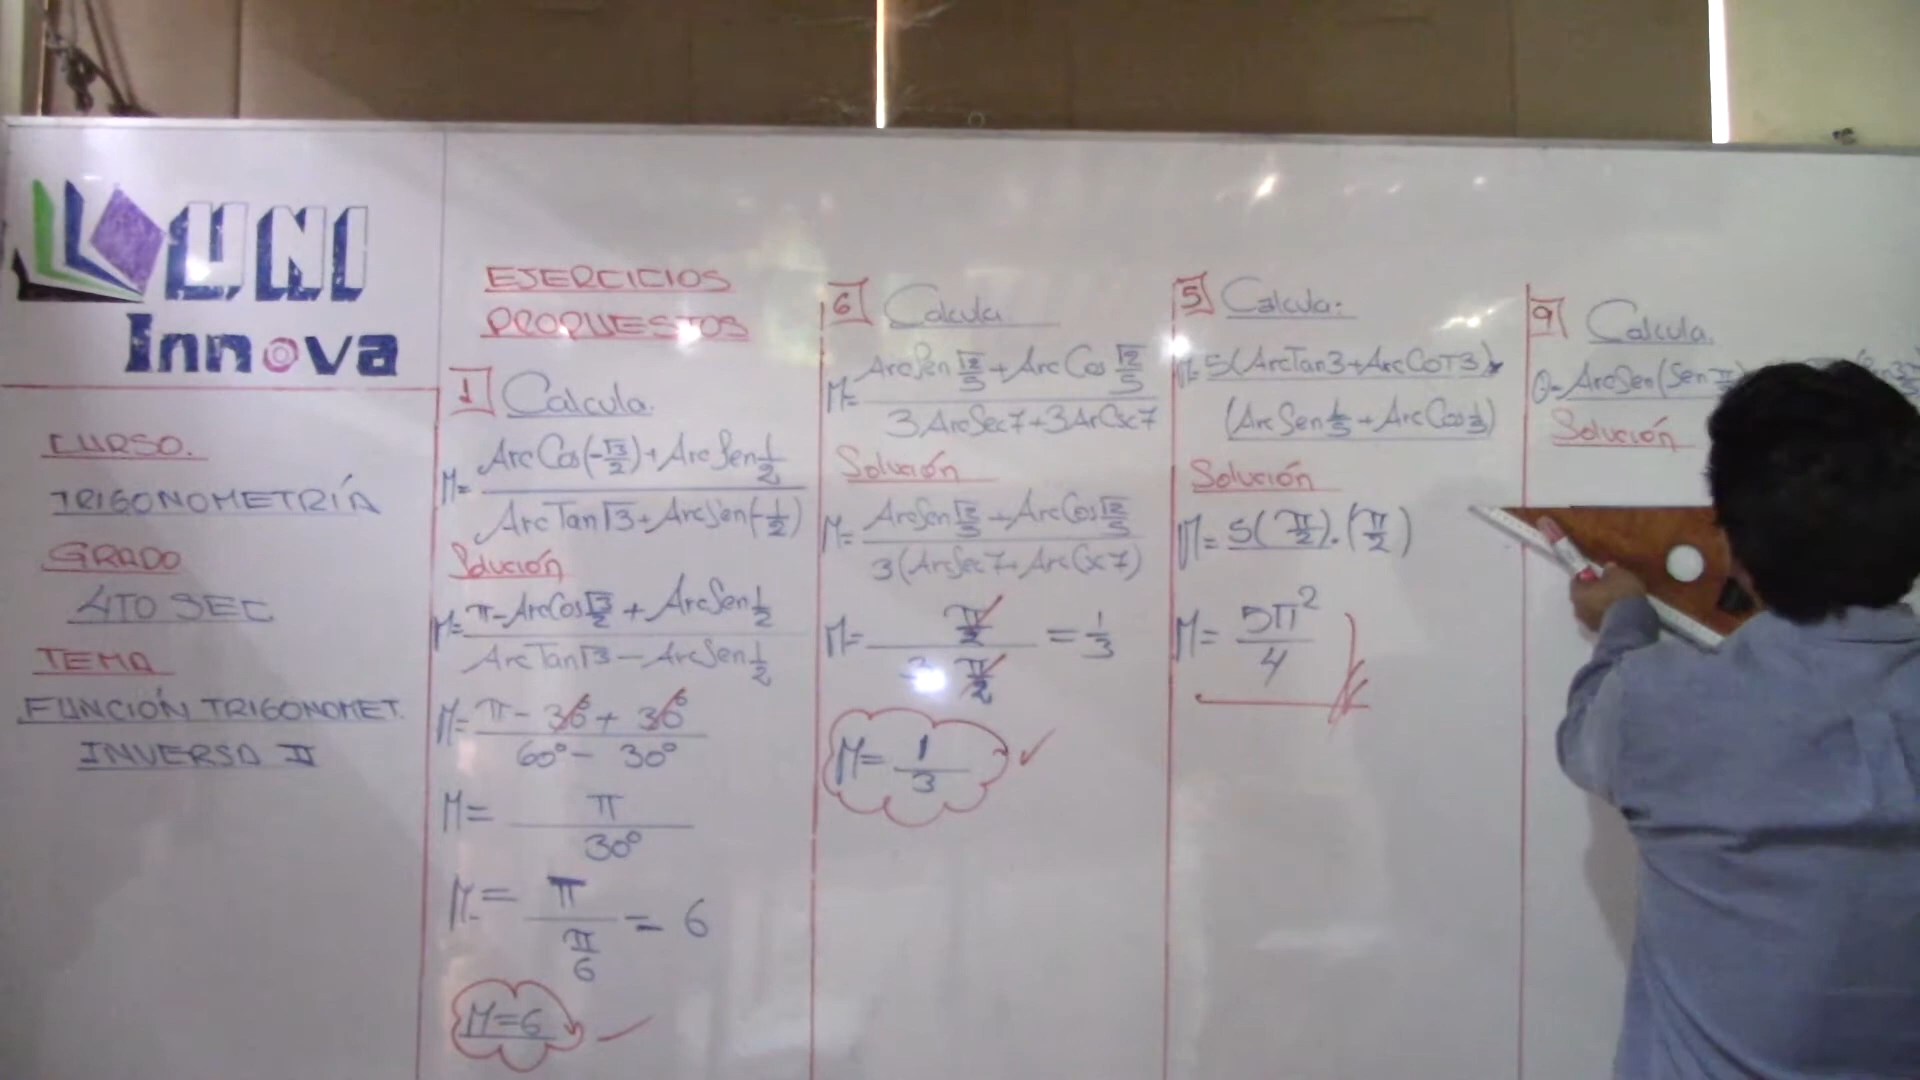 UNI
Innova
CURSO.
TRIGONOMETRÍA
GRADO
4TO SEC
TEMA
FUNCIÓN TRIGONOMET.
INVERSA II
EJERCICIOS
PROPUESTOS
1 Calcula.
M= ArcCos(-√3/2)+ArcSen 1/2
ArcTan√3+ArcSen(-1/2)
Solución
M= π-ArcCos √3/2 + ArcSen 1/2
ArcTan√3 - ArcSen 1/2
M= π - 30° + 30°
60° - 30°
M= π
30°
M= π / π/6 = 6
M=6
6 Calcula.
M= ArcSen √2/5 + ArcCos √2/5
3ArcSec7+3ArCsc7
Solución
M= ArcSen √2/5 + ArcCos √2/5
3(ArcSec7+ArcCsc7)
M= π/2 / 3 π/2 = 1/3
M= 1/3
5 Calcula:
M= 5(ArcTan3+ArcCoT3).
(ArcSen 1/3 + ArcCos 1/3)
Solución
M= 5(π/2).(π/2)
M= 5π²/4
9 Calcula.
θ= ArcSen(Sen
Solución